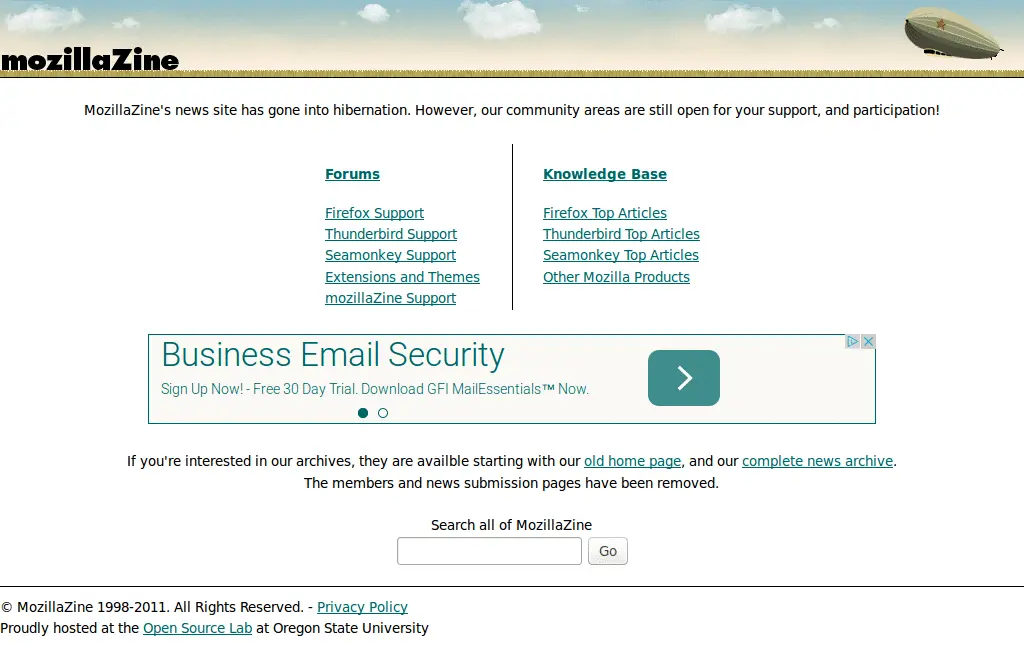 mozillaZine
MozillaZine's news site has gone into hibernation. However, our community areas are still open for your support, and participation!
Forums
Firefox Support
Thunderbird Support
Seamonkey Support
Extensions and Themes
mozillaZine Support
Knowledge Base
Firefox Top Articles
Thunderbird Top Articles
Seamonkey Top Articles
Other Mozilla Products
Business Email Security
Sign Up Now! - Free 30 Day Trial. Download GFI MailEssentials™ Now.
If you're interested in our archives, they are availble starting with our old home page, and our complete news archive.
The members and news submission pages have been removed.
Search all of MozillaZine
Go
© MozillaZine 1998-2011. All Rights Reserved. - Privacy Policy
Proudly hosted at the Open Source Lab at Oregon State University